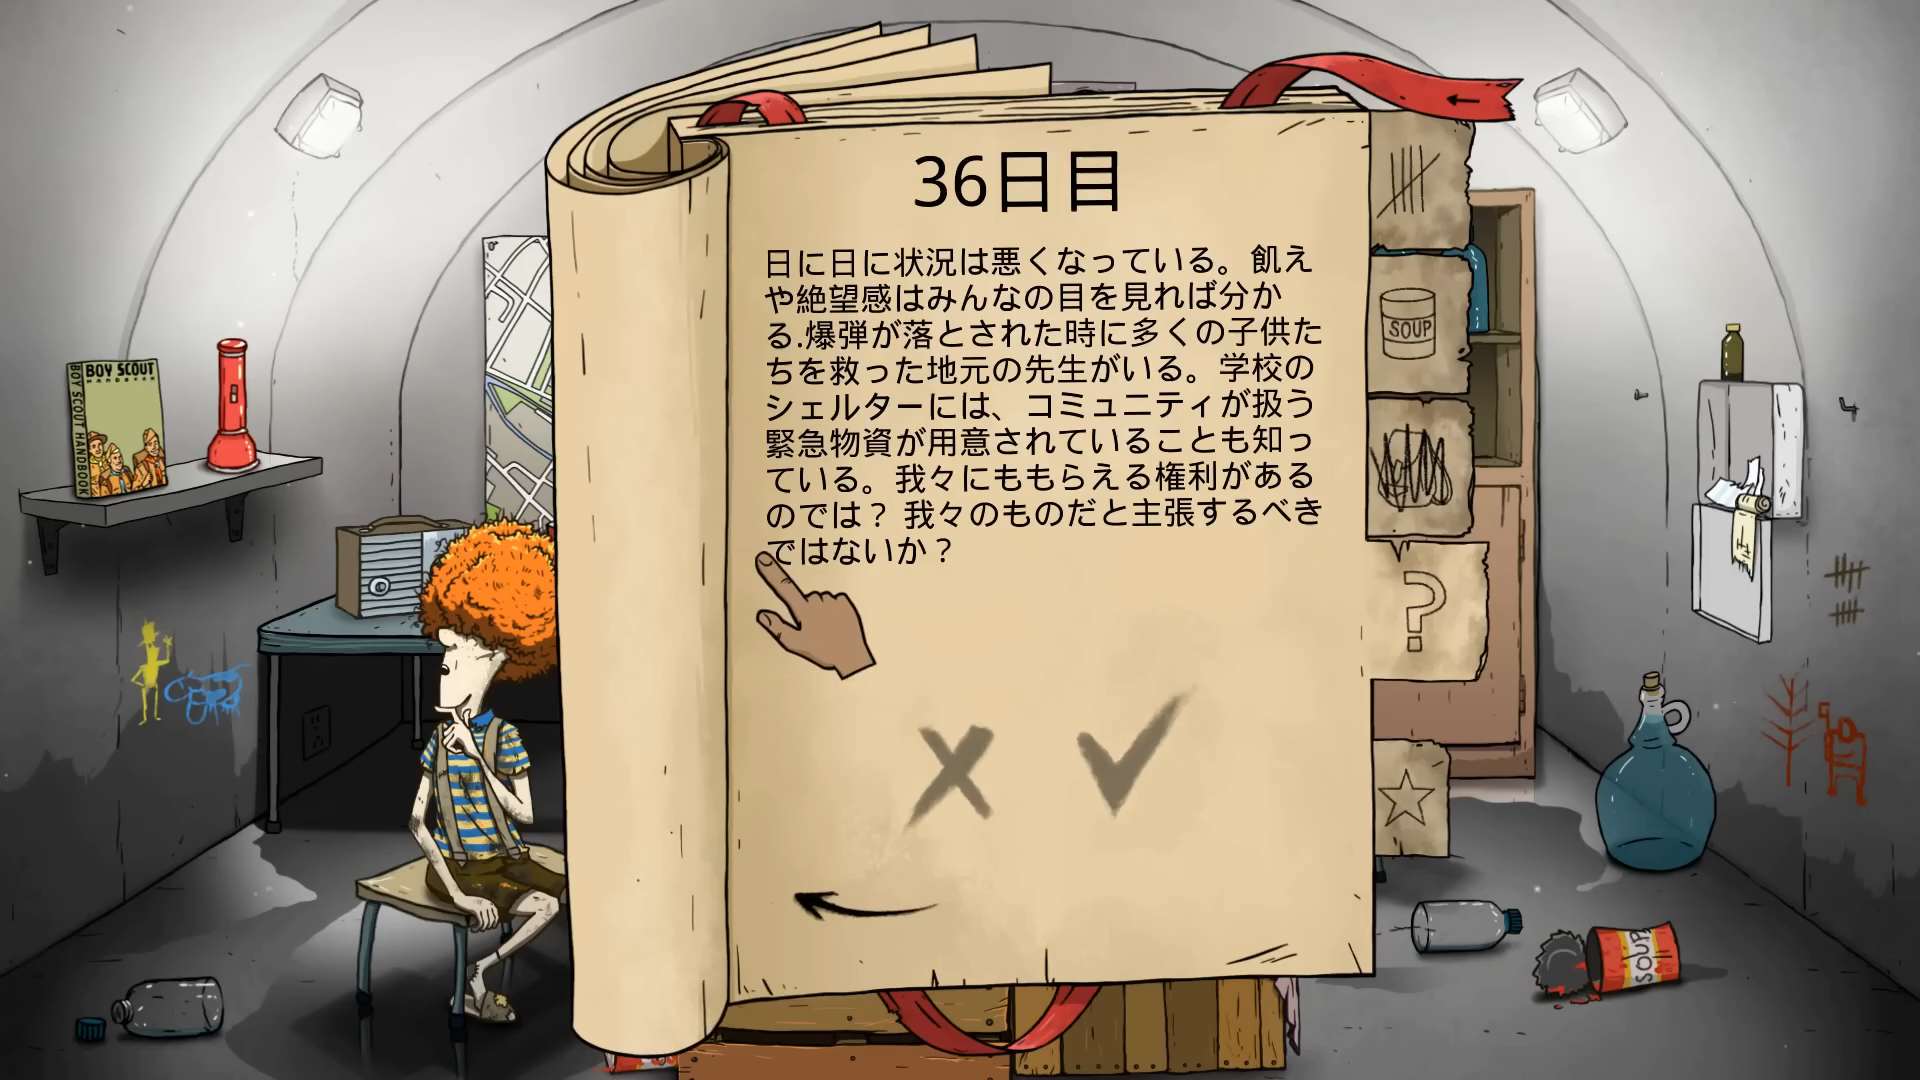 36日目
日に日に状況は悪くなっている。飢え
や絶望感はみんなの目を見れば分か
る.爆弾が落とされた時に多くの子供た
ちを救った地元の先生がいる。学校の
シェルターには、コミュニティが扱う
緊急物資が用意されていることも知っ
ている。我々にももらえる権利がある
のでは？ 我々のものだと主張するべき
ではないか？
SOUP
BOY SCOUT
HANDBOOK
BOY SCOUT HANDBOOK
SOUP